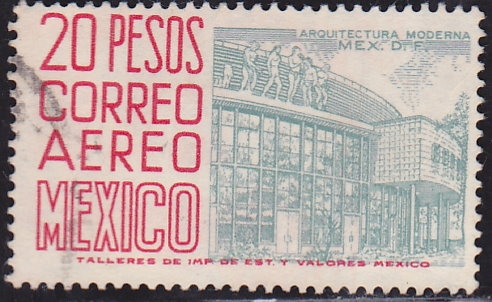 20 PESOS
CORREO
AEREO
MEXICO
ARQUITECTURA MODERNA
MEX. D. F.
TALLERES DE IMP. DE EST. Y VALORES MEXICO